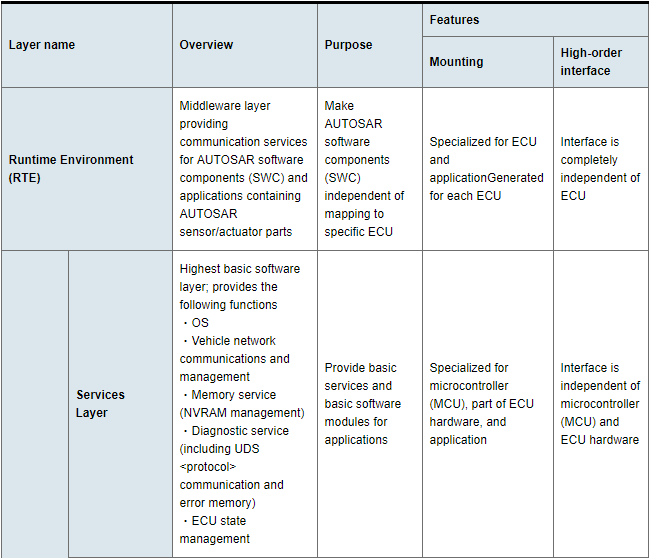 Layer name
Overview
Purpose
Features
Mounting
High-order
interface
Runtime Environment
(RTE)
Middleware layer
providing
communication services
for AUTOSAR software
components (SWC) and
applications containing
AUTOSAR
sensor/actuator parts
Make
AUTOSAR
software
components
(SWC)
independent of
mapping to
specific ECU
Specialized for ECU
and
applicationGenerated
for each ECU
Interface is
completely
independent of
ECU
Services
Layer
Highest basic software
layer; provides the
following functions
・OS
・Vehicle network
communications and
management
・Memory service
(NVRAM management)
・Diagnostic service
(including UDS
<protocol>
communication and
error memory)
・ECU state
management
Provide basic
services and
basic software
modules for
applications
Specialized for
microcontroller
(MCU), part of ECU
hardware, and
application
Interface is
independent of
microcontroller
(MCU) and
ECU hardware